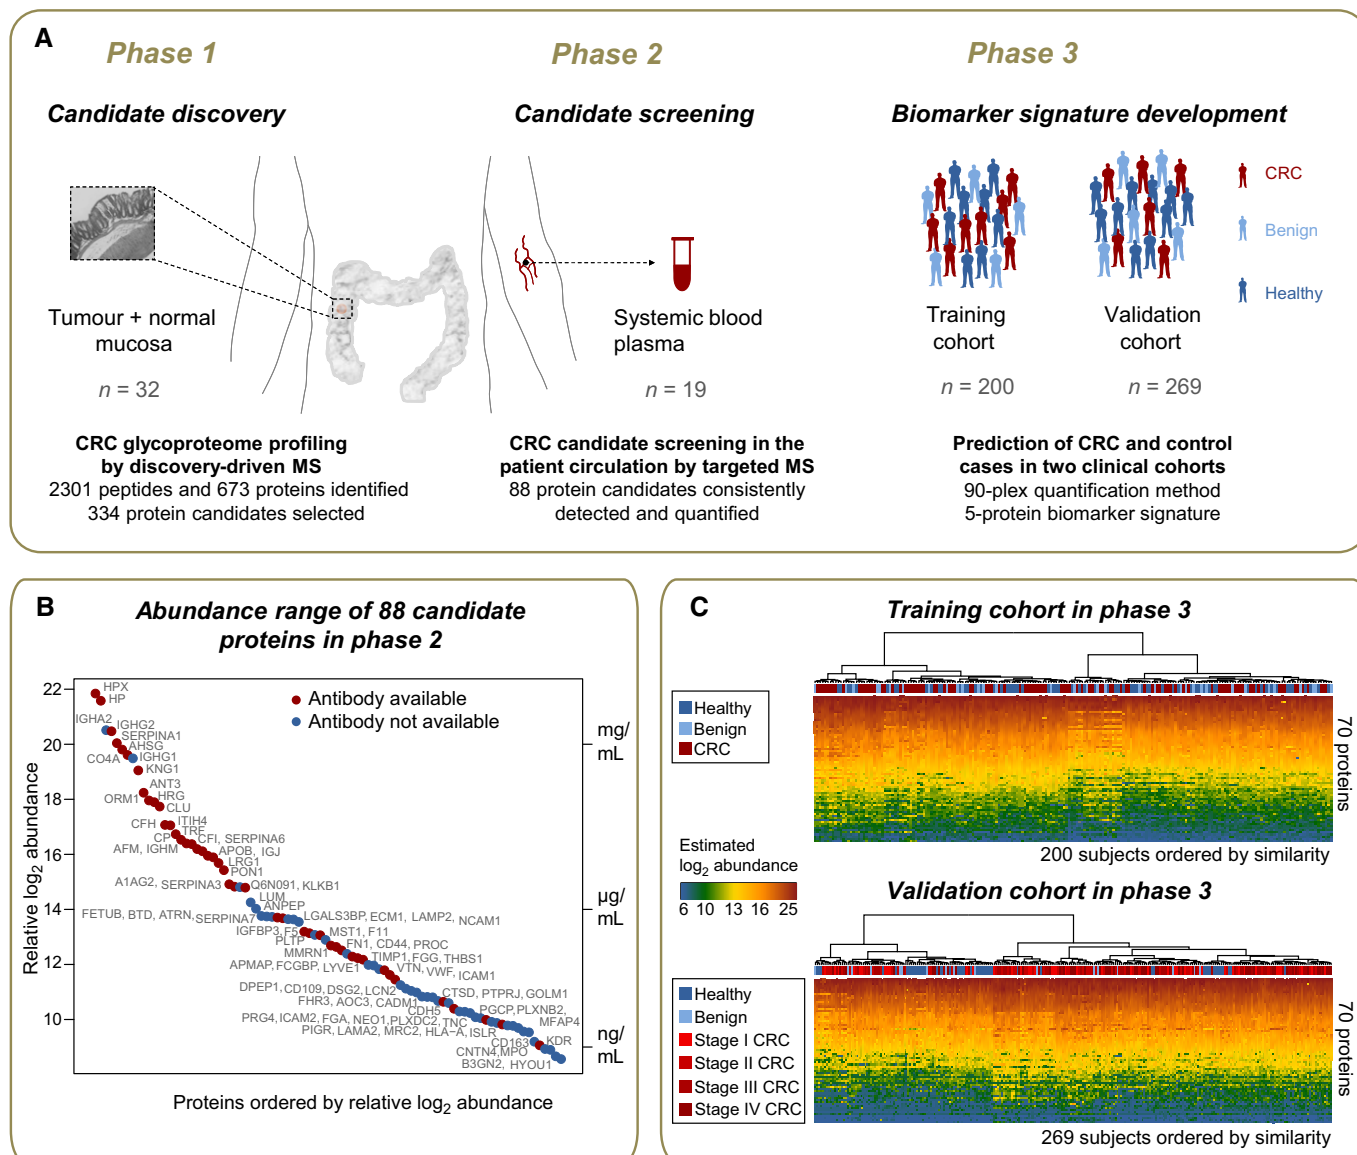 A
Phase 1
Phase 2
Phase 3
Candidate discovery
Candidate screening
Biomarker signature development
CRC
Benign
Healthy
Tumour + normal
mucosa
n = 32
Systemic blood
plasma
n = 19
Training
cohort
n = 200
Validation
cohort
n = 269
CRC glycoproteome profiling
by discovery-driven MS
2301 peptides and 673 proteins identified
334 protein candidates selected
CRC candidate screening in the
patient circulation by targeted MS
88 protein candidates consistently
detected and quantified
Prediction of CRC and control
cases in two clinical cohorts
90-plex quantification method
5-protein biomarker signature
B
Abundance range of 88 candidate
proteins in phase 2
Relative log2 abundance
22
20
18
16
14
12
10
Antibody available
Antibody not available
mg/
mL
µg/
mL
ng/
mL
HPX
HP
IGHA2
IGHG2
SERPINA1
AHSG
CO4A
IGHG1
KNG1
ANT3
ORM1
HRG
CLU
CFH
ITIH4
TRF
CP
CFI, SERPINA6
AFM, IGHM
APOB, IGJ
LRG1
PON1
A1AG2, SERPINA3
Q6N091, KLKB1
LUM
ANPEP
FETUB, BTD, ATRN, SERPINA7
LGALS3BP, ECM1, LAMP2, NCAM1
IGFBP3, F5
MST1, F11
PLTP
FN1, CD44, PROC
MMRN1
TIMP1, FGG, THBS1
APMAP, FCGBP, LYVE1
VTN, VWF, ICAM1
DPEP1, CD109, DSG2, LCN2
CTSD, PTPRJ, GOLM1
FHR3, AOC3, CADM1
CDH5
PGCP, PLXNB2,
MFAP4
PRG4, ICAM2, FGA, NEO1, PLXDC2, TNC
PIGR, LAMA2, MRC2, HLA-A, ISLR
CD163
KDR
CNTN4, MPO
B3GN2, HYOU1
Proteins ordered by relative log2 abundance
C
Training cohort in phase 3
Healthy
Benign
CRC
70 proteins
Estimated
log2 abundance
6 10 13 16 25
200 subjects ordered by similarity
Validation cohort in phase 3
Healthy
Benign
Stage I CRC
Stage II CRC
Stage III CRC
Stage IV CRC
70 proteins
269 subjects ordered by similarity